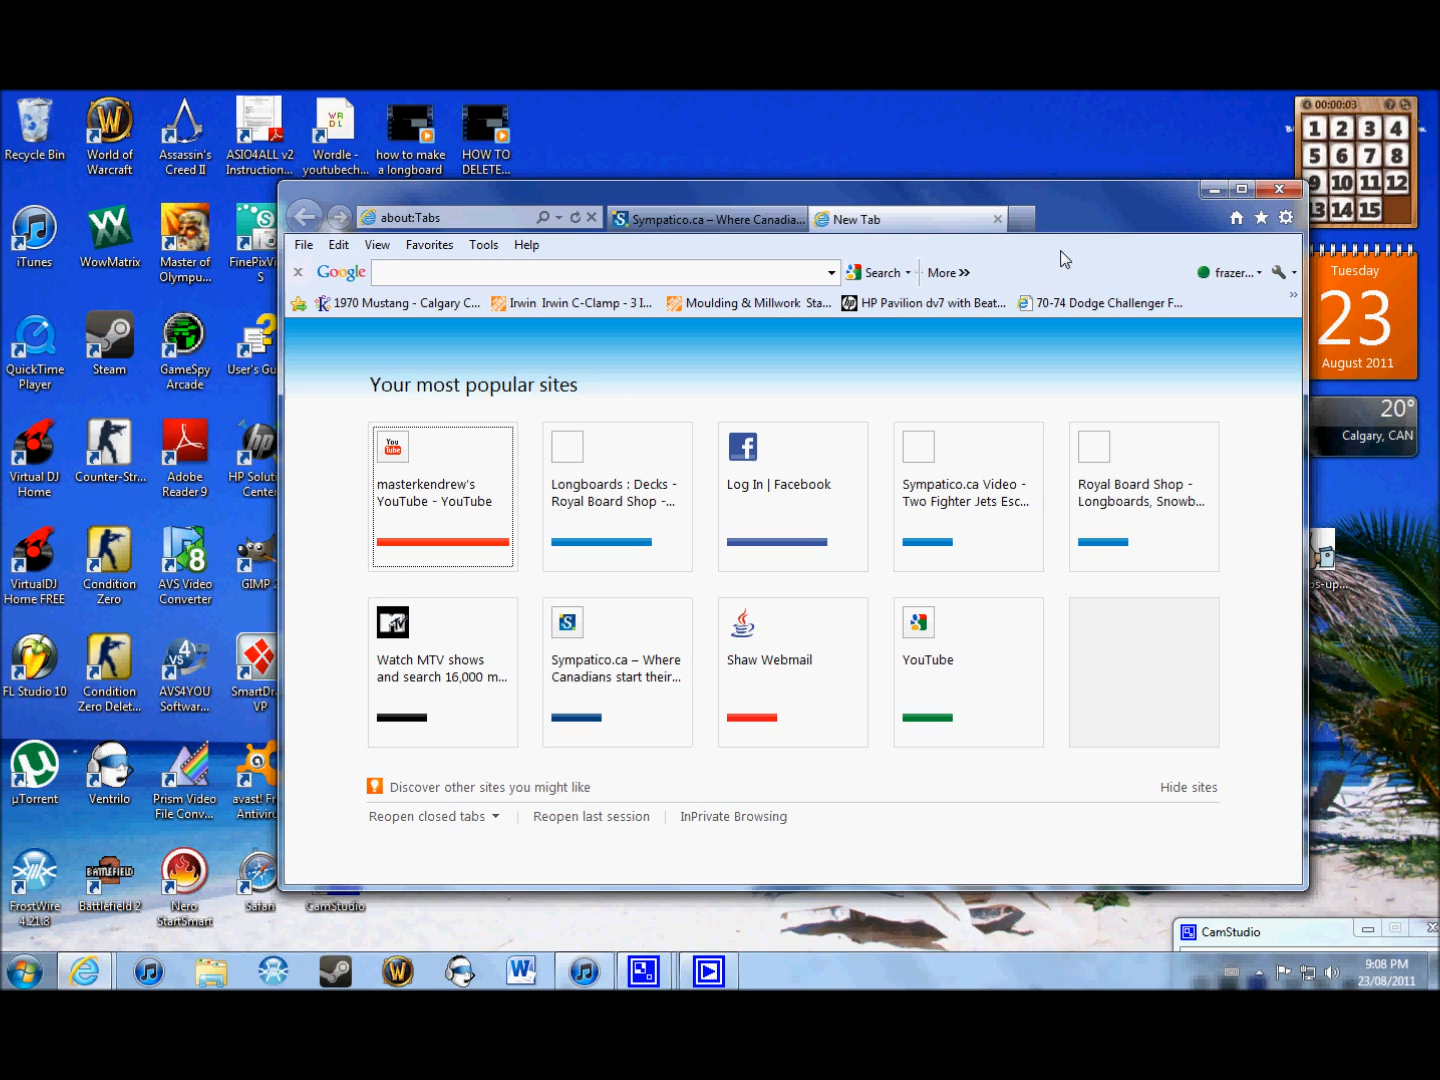 Recycle Bin
World of
Warcraft
Assassin's
Creed II
ASIO4ALL v2
Instruction...
Wordle -
youtubech...
how to make
a longboard
HOW TO
DELETE...
00:00:03
1 2 3 4
5 6 7 8
9 10 11 12
13 14 15
about:Tabs
Sympatico.ca – Where Canadia...
New Tab
File Edit View Favorites Tools Help
Google
Search
More »
frazer...
1970 Mustang - Calgary C...
Irwin Irwin C-Clamp - 3 I...
Moulding & Millwork Sta...
HP Pavilion dv7 with Beat...
70-74 Dodge Challenger F...
Your most popular sites
You
Tube
masterkendrew's
YouTube - YouTube
Longboards : Decks -
Royal Board Shop -...
Log In | Facebook
Sympatico.ca Video -
Two Fighter Jets Esc...
Royal Board Shop -
Longboards, Snowb...
Watch MTV shows
and search 16,000 m...
Sympatico.ca – Where
Canadians start their...
Shaw Webmail
YouTube
Discover other sites you might like
Hide sites
Reopen closed tabs
Reopen last session
InPrivate Browsing
Tuesday
23
August 2011
20°
Calgary, CAN
iTunes
WowMatrix
Master of
Olympu...
FinePixVi
S
QuickTime
Player
Steam
GameSpy
Arcade
User's Gu
Virtual DJ
Home
Counter-Str...
Adobe
Reader 9
HP Soluti
Center
VirtualDJ
Home FREE
Condition
Zero
AVS Video
Converter
GIMP
FL Studio 10
Condition
Zero Delet...
AVS4YOU
Softwar...
SmartDra
VP
µTorrent
Ventrilo
Prism Video
File Conv...
avast! Fr
Antiviru
FrostWire
4.21.8
Battlefield 2
Nero
StartSmart
Safari
CamStudio
CamStudio
9:08 PM
23/08/2011